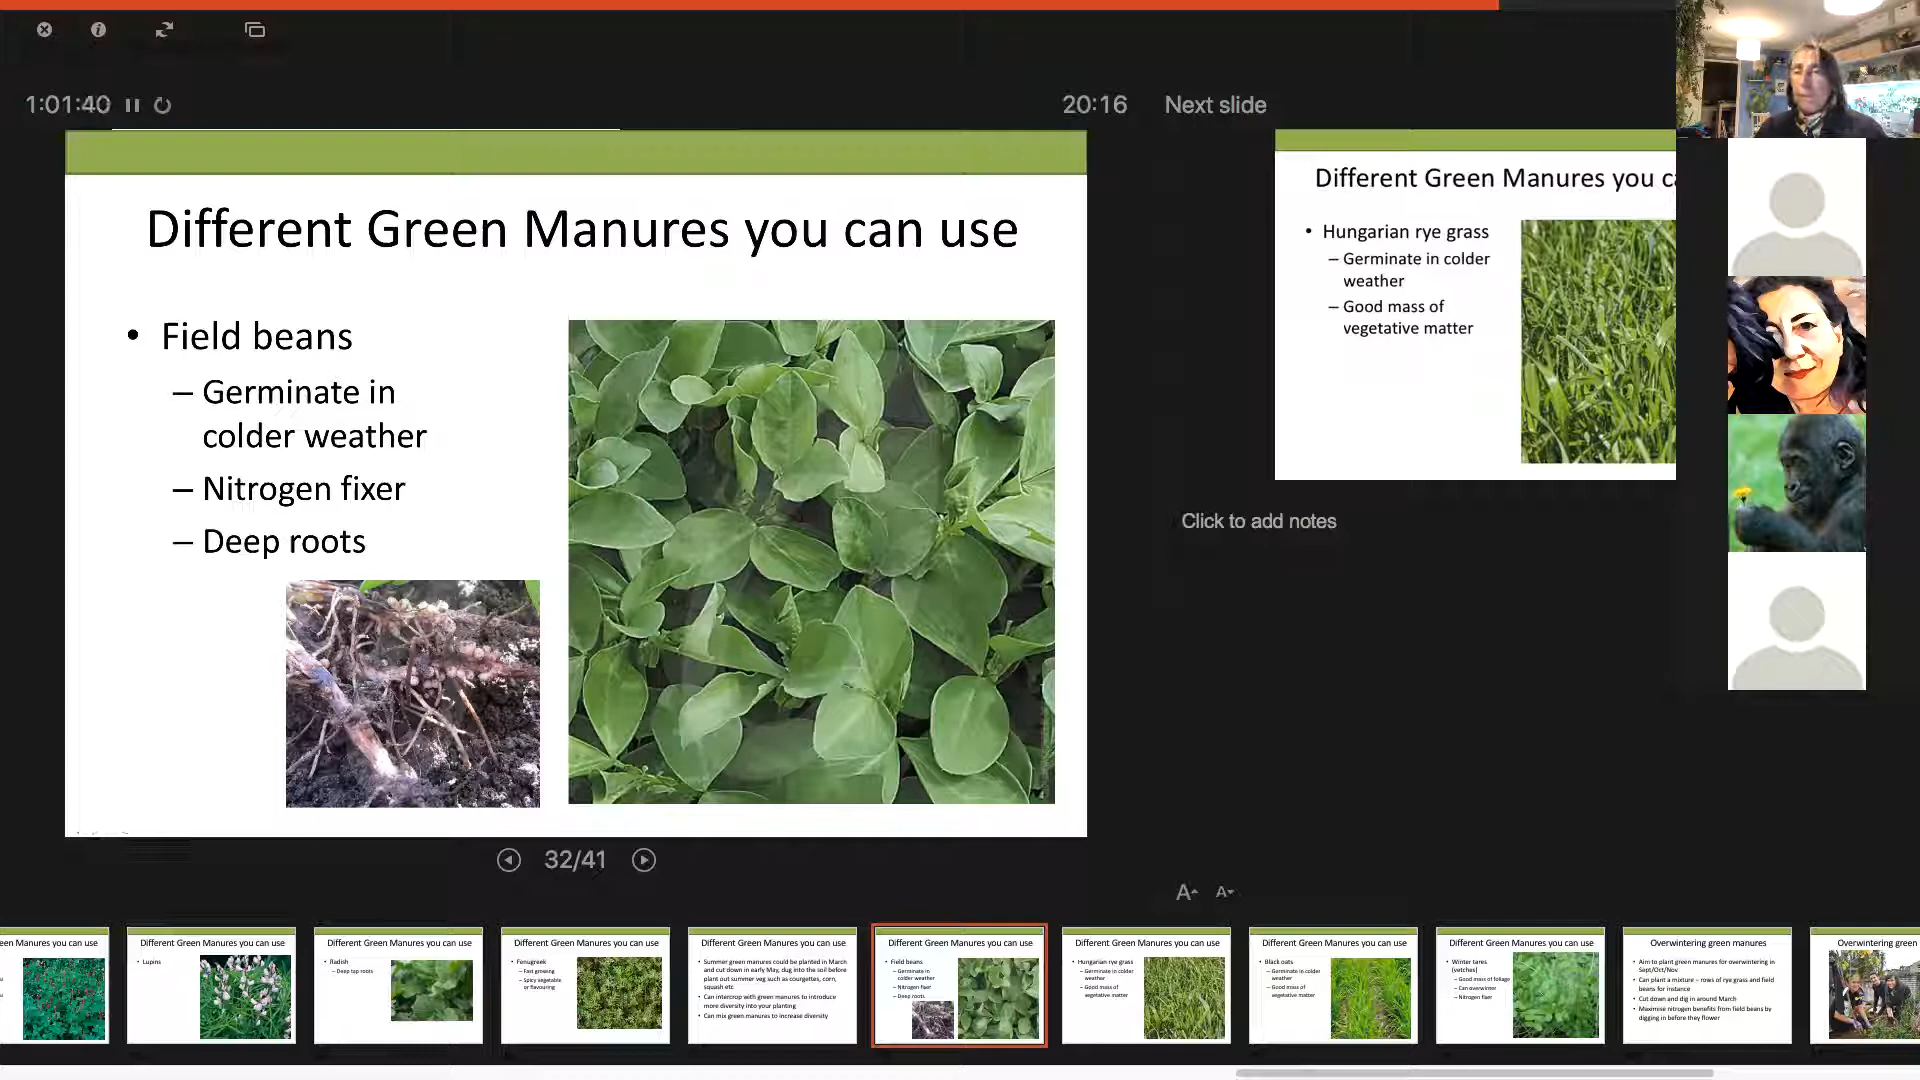 1:01:40
20:16
Next slide
Different Green Manures you can use
• Field beans
– Germinate in
colder weather
– Nitrogen fixer
– Deep roots
Different Green Manures you ca
• Hungarian rye grass
– Germinate in colder
weather
– Good mass of
vegetative matter
Click to add notes
32/41
A A
een Manures you can use
Different Green Manures you can use
• Lupins
Different Green Manures you can use
• Radish
– Deep tap roots
Different Green Manures you can use
• Fenugreek
– Fast growing
– Spicy vegetable
or flavouring
Different Green Manures you can use
• Summer green manures could be planted in March
and cut down in early May, dug into the soil before
plant out summer veg such as courgettes, corn,
squash etc
• Can intercrop with green manures to introduce
more diversity into your planting
• Can mix green manures to increase diversity
Different Green Manures you can use
• Field beans
– Germinate in
colder weather
– Nitrogen fixer
– Deep roots
Different Green Manures you can use
• Hungarian rye grass
– Germinate in colder
weather
– Good mass of
vegetative matter
Different Green Manures you can use
• Black oats
– Germinate in colder
weather
– Good mass of
vegetative matter
Different Green Manures you can use
• Winter tares
(vetches)
– Good mass of foliage
– Can overwinter
– Nitrogen fixer
Overwintering green manures
• Aim to plant green manures for overwintering in
Sept/Oct/Nov
• Can plant a mixture – rows of rye grass and field
beans for instance
• Cut down and dig in around March
• Maximise nitrogen benefits from field beans by
digging in before they flower
Overwintering green